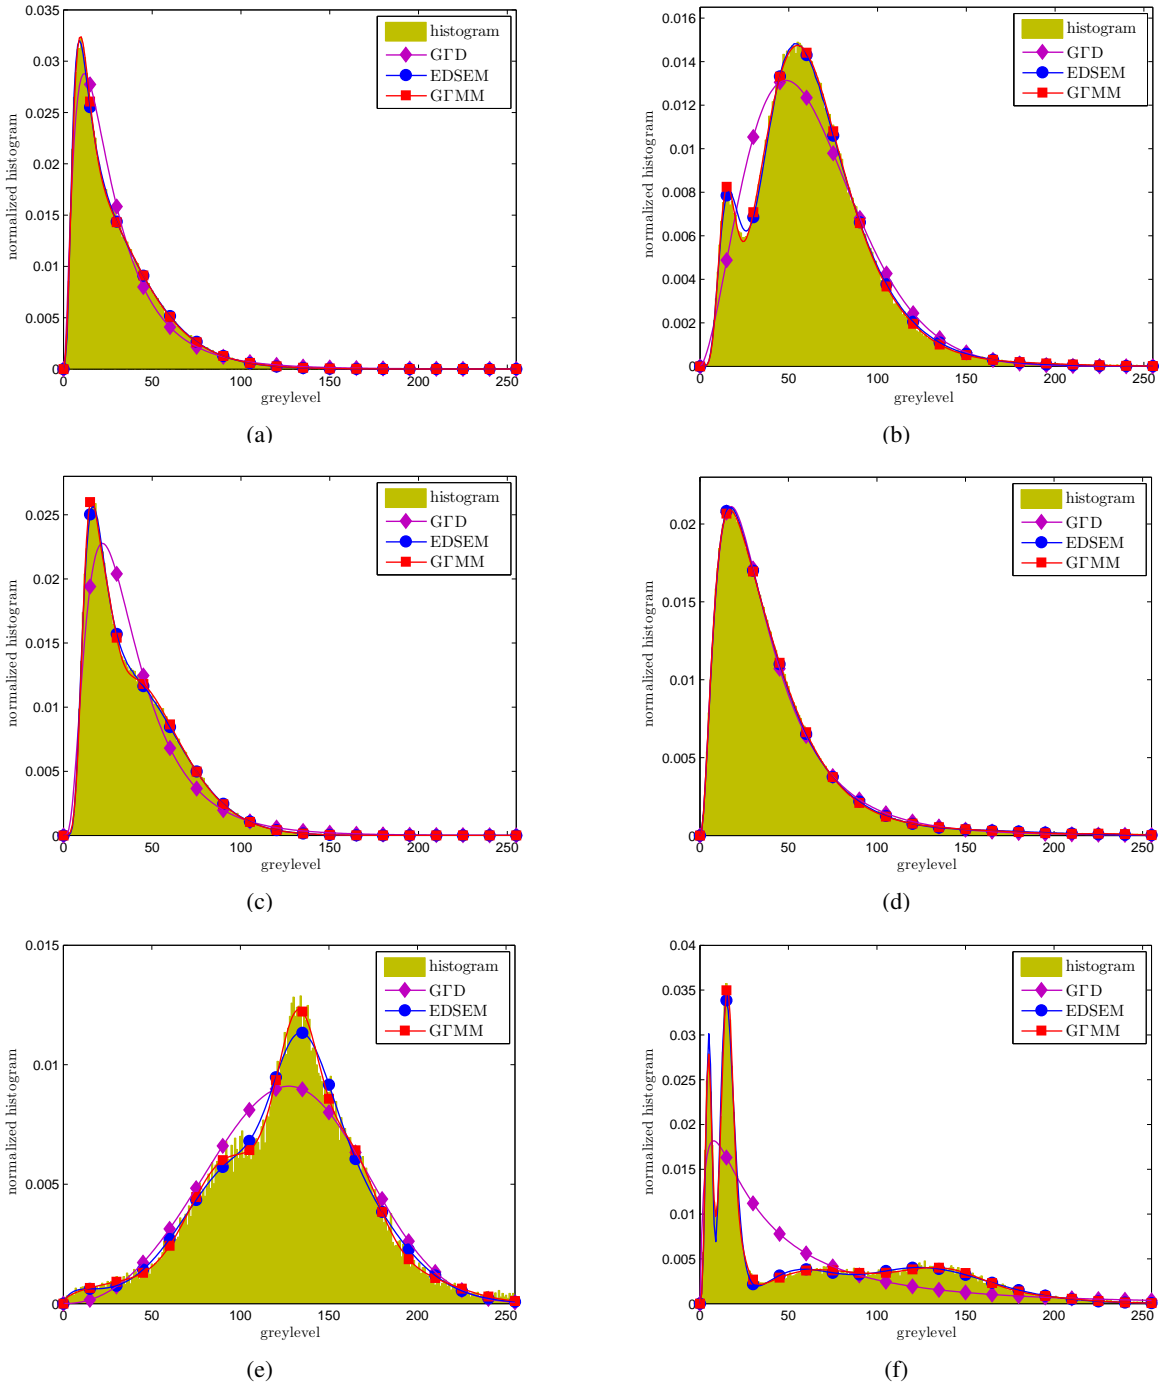 0.035
0.03
0.025
0.02
0.015
0.01
0.005
0
normalized histogram
histogram
GΓD
EDSEM
GΓMM
0 50 100 150 200 250
greylevel
(a)
0.016
0.014
0.012
0.01
0.008
0.006
0.004
0.002
0
normalized histogram
histogram
GΓD
EDSEM
GΓMM
0 50 100 150 200 250
greylevel
(b)
0.025
0.02
0.015
0.01
0.005
0
normalized histogram
histogram
GΓD
EDSEM
GΓMM
0 50 100 150 200 250
greylevel
(c)
0.02
0.015
0.01
0.005
0
normalized histogram
histogram
GΓD
EDSEM
GΓMM
0 50 100 150 200 250
greylevel
(d)
0.015
0.01
0.005
0
normalized histogram
histogram
GΓD
EDSEM
GΓMM
0 50 100 150 200 250
greylevel
(e)
0.04
0.035
0.03
0.025
0.02
0.015
0.01
0.005
0
normalized histogram
histogram
GΓD
EDSEM
GΓMM
0 50 100 150 200 250
greylevel
(f)